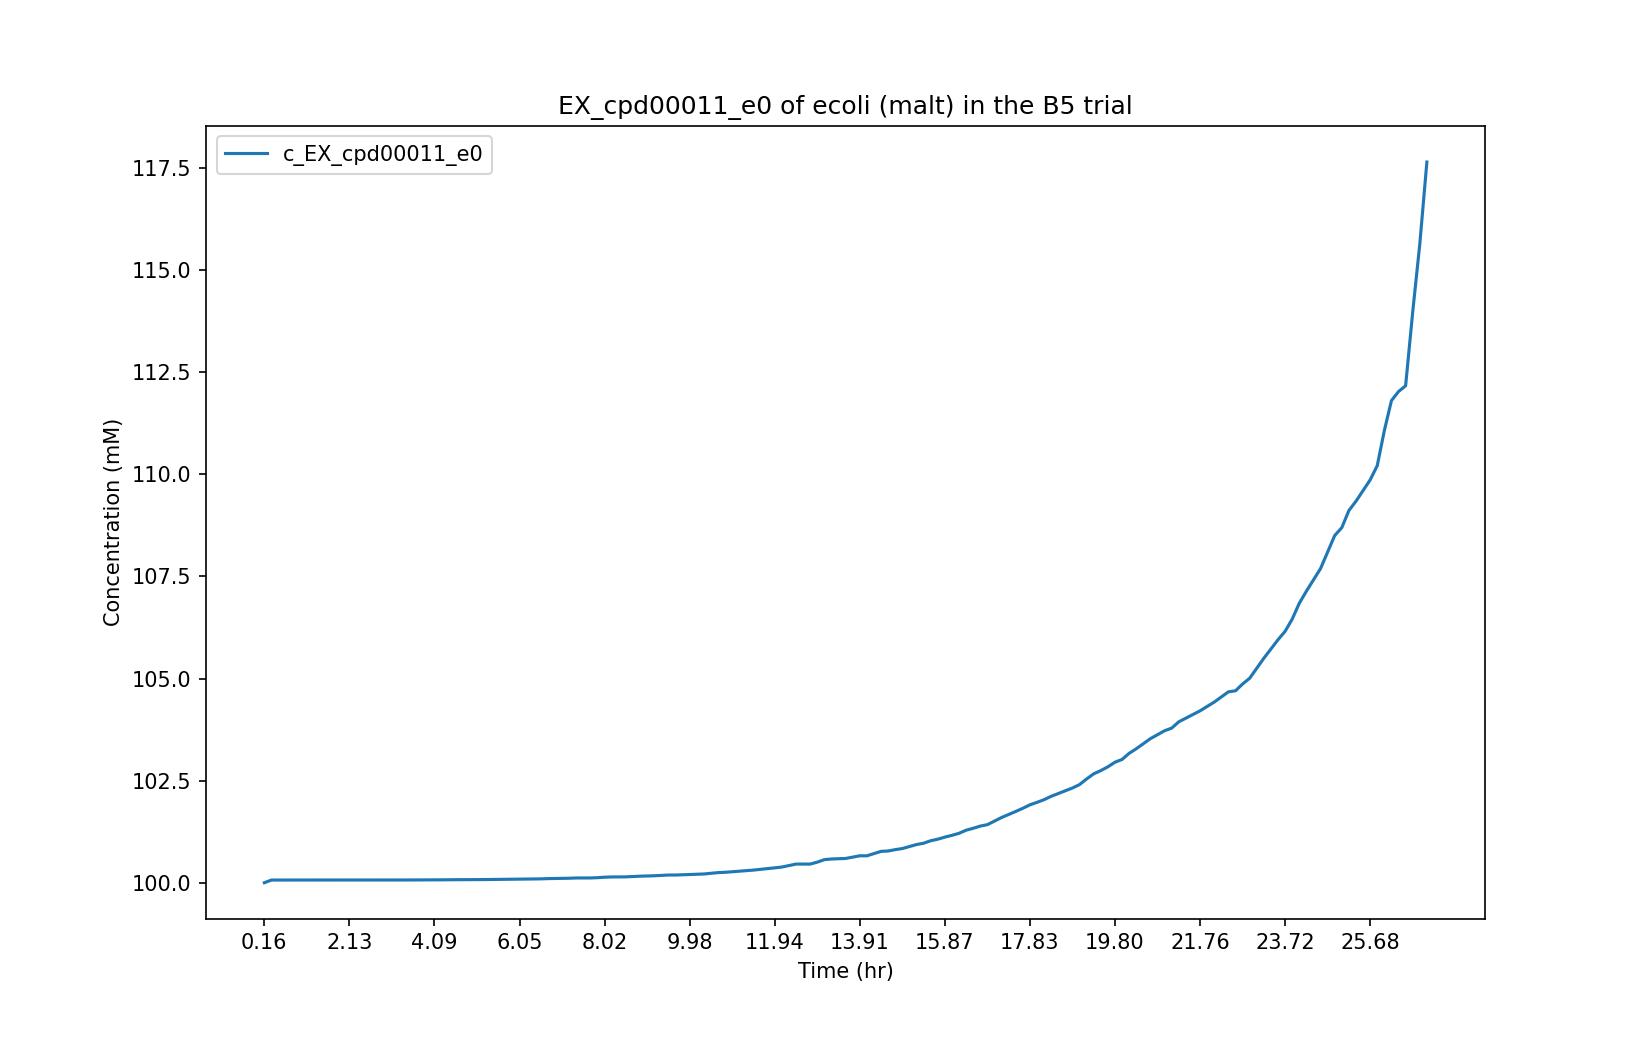 EX_cpd00011_e0 of ecoli (malt) in the B5 trial
c_EX_cpd00011_e0
117.5
115.0
112.5
110.0
107.5
105.0
102.5
100.0
Concentration (mM)
0.16 2.13 4.09 6.05 8.02 9.98 11.94 13.91 15.87 17.83 19.80 21.76 23.72 25.68
Time (hr)